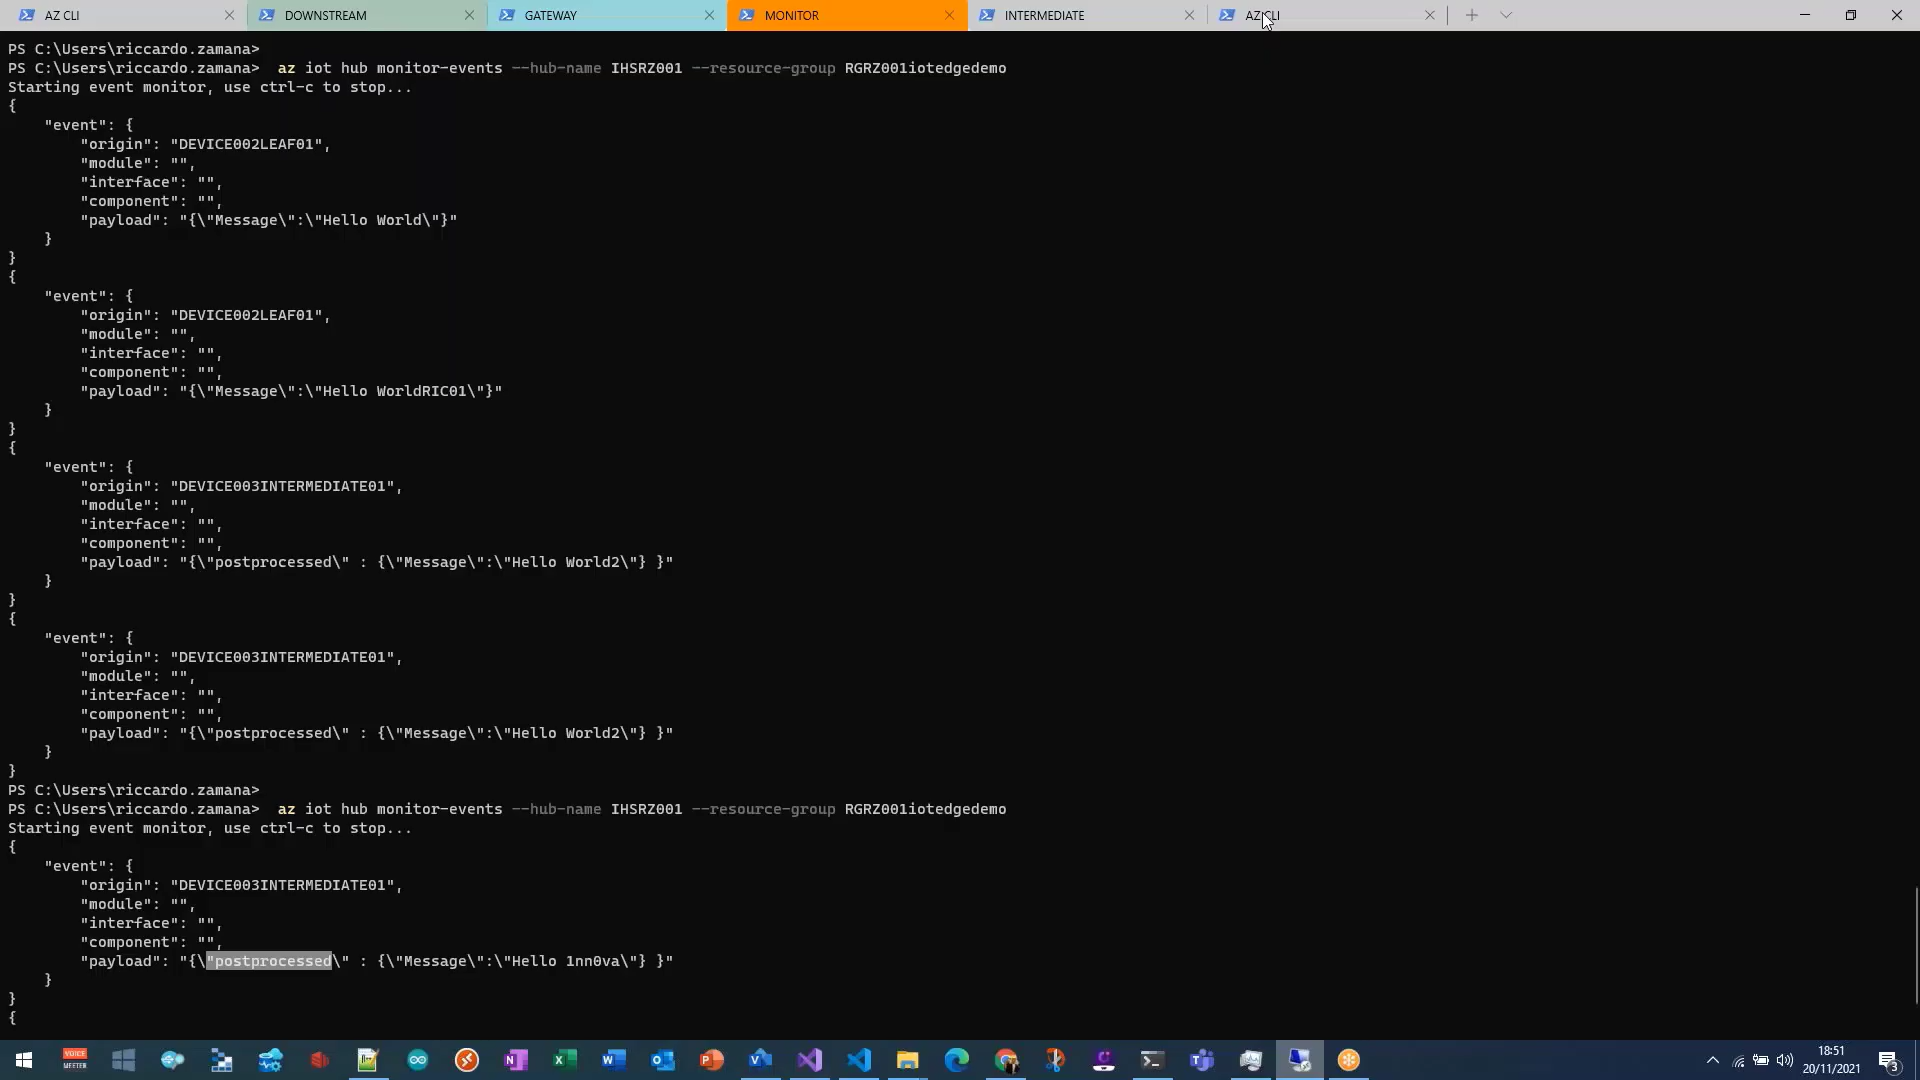 AZ CLI
DOWNSTREAM
GATEWAY
MONITOR
INTERMEDIATE
AZ CLI
PS C:\Users\riccardo.zamana>
PS C:\Users\riccardo.zamana>  az iot hub monitor-events --hub-name IHSRZ001 --resource-group RGRZ001iotedgedemo
Starting event monitor, use ctrl-c to stop...
{
    "event": {
        "origin": "DEVICE002LEAF01",
        "module": "",
        "interface": "",
        "component": "",
        "payload": "{\"Message\":\"Hello World\"}"
    }
}
{
    "event": {
        "origin": "DEVICE002LEAF01",
        "module": "",
        "interface": "",
        "component": "",
        "payload": "{\"Message\":\"Hello WorldRIC01\"}"
    }
}
{
    "event": {
        "origin": "DEVICE003INTERMEDIATE01",
        "module": "",
        "interface": "",
        "component": "",
        "payload": "{\"postprocessed\" : {\"Message\":\"Hello World2\"} }"
    }
}
{
    "event": {
        "origin": "DEVICE003INTERMEDIATE01",
        "module": "",
        "interface": "",
        "component": "",
        "payload": "{\"postprocessed\" : {\"Message\":\"Hello World2\"} }"
    }
}
PS C:\Users\riccardo.zamana>
PS C:\Users\riccardo.zamana>  az iot hub monitor-events --hub-name IHSRZ001 --resource-group RGRZ001iotedgedemo
Starting event monitor, use ctrl-c to stop...
{
    "event": {
        "origin": "DEVICE003INTERMEDIATE01",
        "module": "",
        "interface": "",
        "component": "",
        "payload": "{\"postprocessed\" : {\"Message\":\"Hello 1nn0va\"} }"
    }
}
{
VOICE
MEETER
18:51
20/11/2021
3